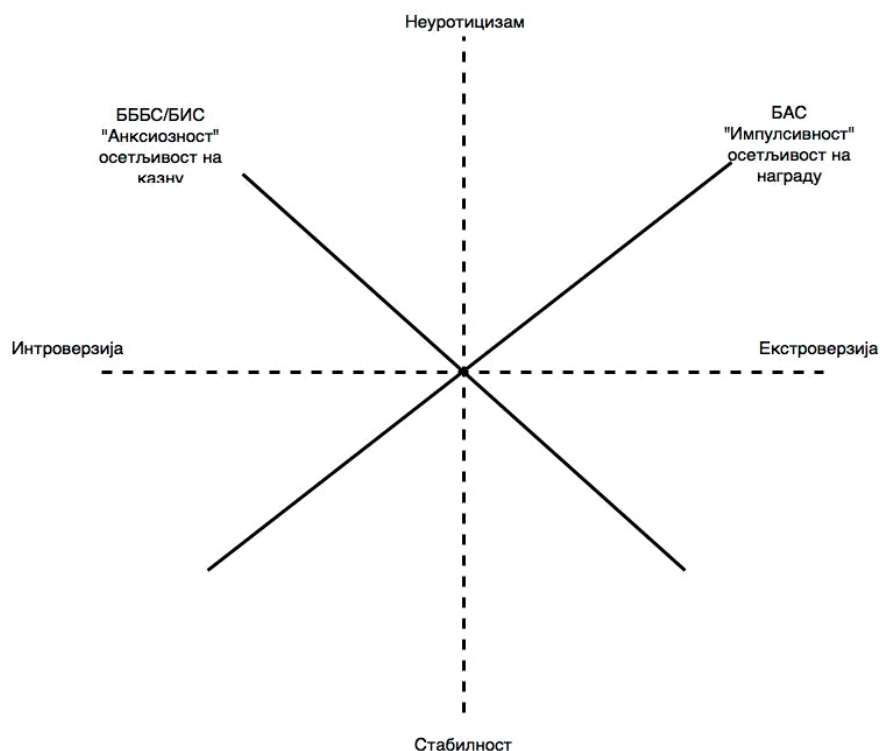 Неуротицизам
БББС/БИС
"Анксиозност"
осетљивост на
казну
БАС
"Импулсивност"
осетљивост на
награду
Интроверзија
Екстроверзија
Стабилност